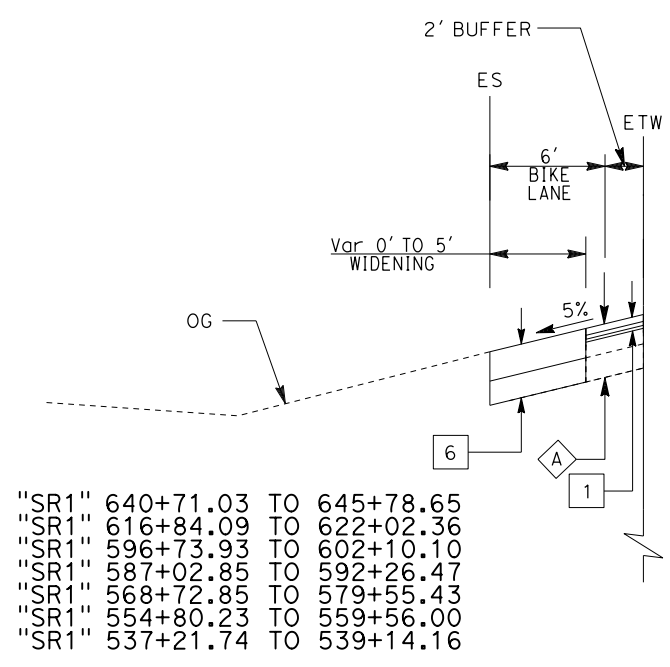 2' BUFFER
ES
ETW
6'
BIKE
LANE
Var 0' TO 5'
WIDENING
5%
OG
6
A
1
"SR1" 640+71.03 TO 645+78.65
"SR1" 616+84.09 TO 622+02.36
"SR1" 596+73.93 TO 602+10.10
"SR1" 587+02.85 TO 592+26.47
"SR1" 568+72.85 TO 579+55.43
"SR1" 554+80.23 TO 559+56.00
"SR1" 537+21.74 TO 539+14.16